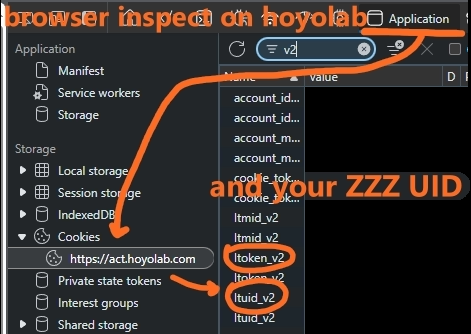 browser inspect on hoyolab
Application
Application
v2
Manifest
Service workers
Storage
Name
Value
D
P
account_id...
account_id...
account_m...
account_m...
cookie_tok...
cookie_tok...
and your ZZZ UID
Storage
Local storage
Session storage
IndexedDB
Cookies
https://act.hoyolab.com
Private state tokens
Interest groups
Shared storage
ltmid_v2
ltmid_v2
ltoken_v2
ltoken_v2
ltuid_v2
ltuid_v2